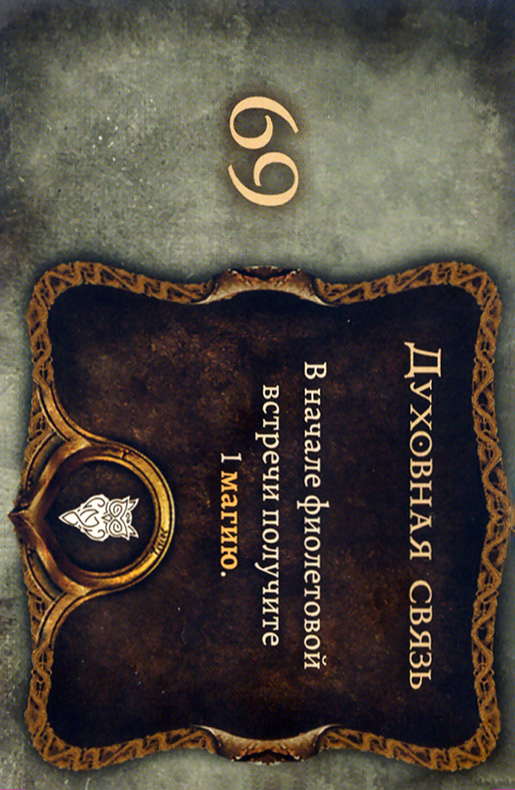 69
Духовная связь
В начале фиолетовой
встречи получите
1 магию.